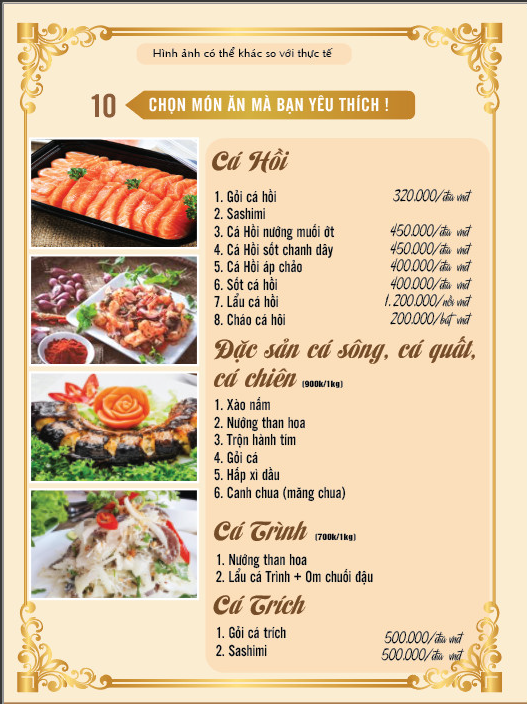 Hình ảnh có thể khác so với thực tế
10 CHỌN MÓN ĂN MÀ BẠN YÊU THÍCH !
Cá Hồi
1. Gỏi cá hồi 320.000/đĩa vnđ
2. Sashimi
3. Cá Hồi nướng muối ớt 450.000/đĩa vnđ
4. Cá Hồi sốt chanh dây 450.000/đĩa vnđ
5. Cá Hồi áp chảo 400.000/đĩa vnđ
6. Sốt cá hồi 400.000/đĩa vnđ
7. Lẩu cá hồi 1.200.000/nồi vnđ
8. Cháo cá hôi 200.000/bát vnđ
Đặc sản cá sông, cá quất,
cá chiên (900k/1kg)
1. Xào nấm
2. Nướng than hoa
3. Trộn hành tím
4. Gỏi cá
5. Hấp xì dầu
6. Canh chua (măng chua)
Cá Trình (700k/1kg)
1. Nướng than hoa
2. Lẩu cá Trình + Om chuối đậu
Cá Trích
1. Gỏi cá trích 500.000/đĩa vnđ
2. Sashimi 500.000/đĩa vnđ